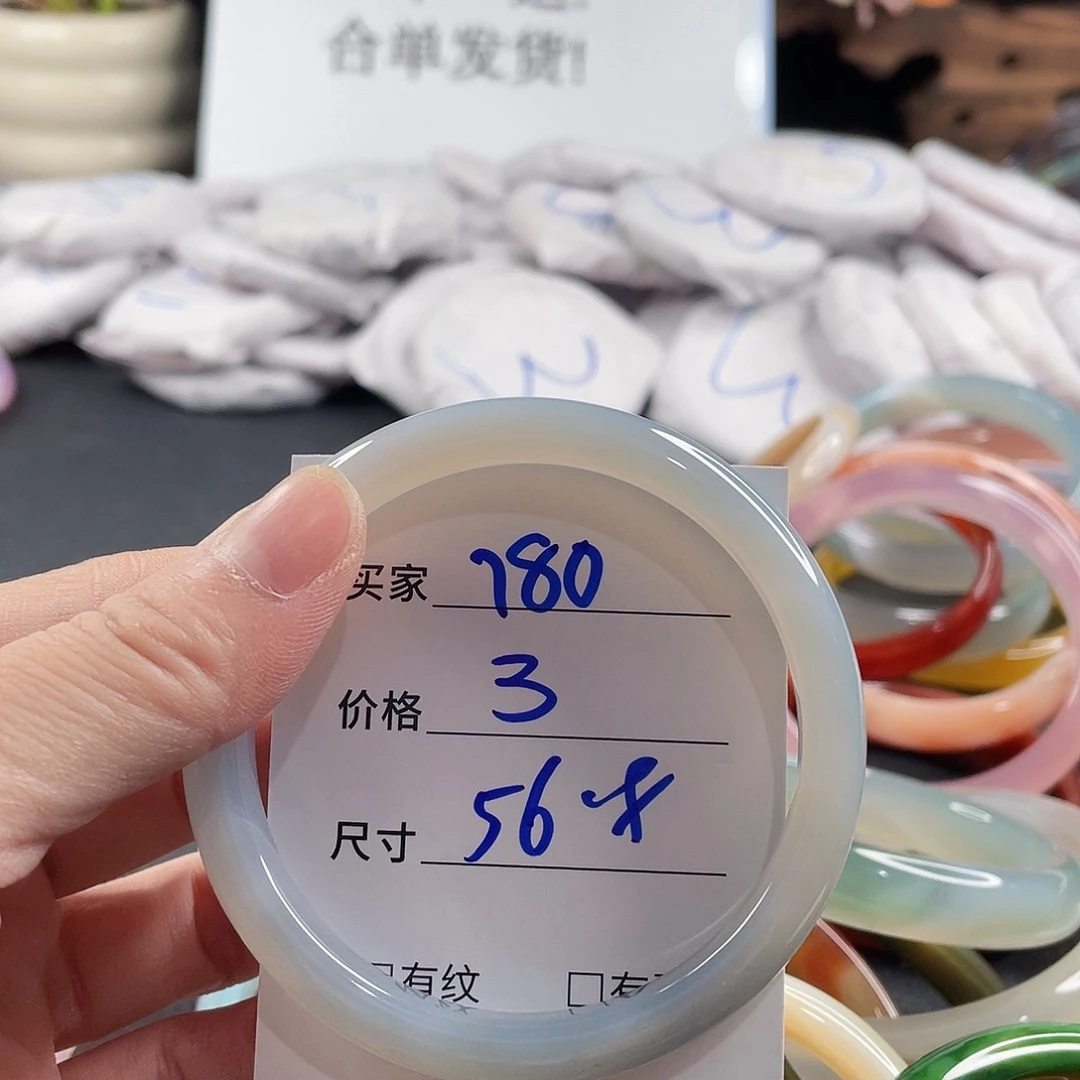 合单发货!
买家 780
价格 3
尺寸 56
有纹